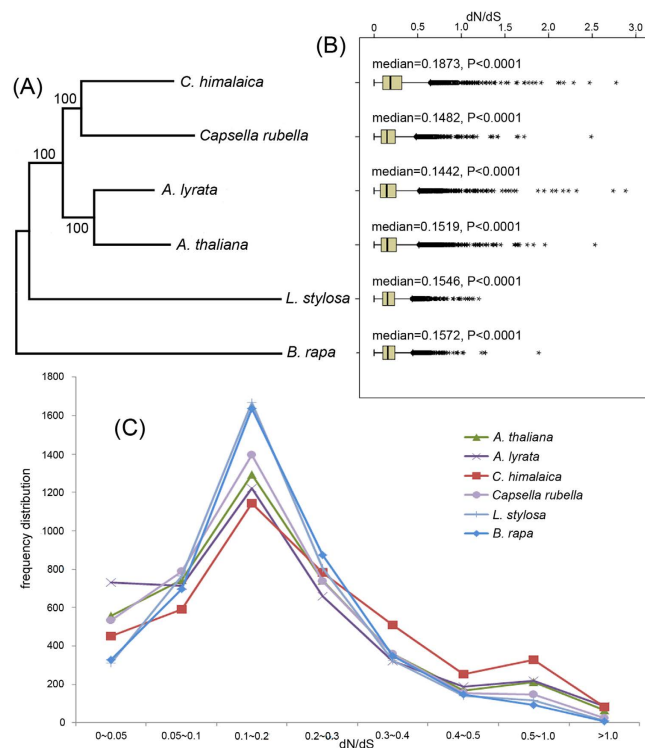 dN/dS
0 0.5 1.0 1.5 2.0 2.5 3.0
(A)
(B)
C. himalaica
median=0.1873, P<0.0001
100
Capsella rubella
median=0.1482, P<0.0001
100
A. lyrata
median=0.1442, P<0.0001
100
A. thaliana
median=0.1519, P<0.0001
L. stylosa
median=0.1546, P<0.0001
B. rapa
median=0.1572, P<0.0001
(C)
frequency distribution
1800
1600
1400
1200
1000
800
600
400
200
0
A. thaliana
A. lyrata
C. himalaica
Capsella rubella
L. stylosa
B. rapa
0~0.05 0.05~0.1 0.1~0.2 0.2~0.3 0.3~0.4 0.4~0.5 0.5~1.0 >1.0
dN/dS